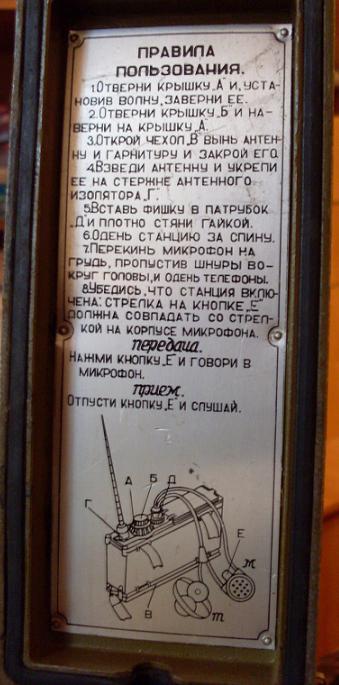 ПРАВИЛА
ПОЛЬЗОВАНИЯ.
1.ОТВЕРНИ КРЫШКУ „А" И, УСТА-
НОВИВ ВОЛНУ, ЗАВЕРНИ ЕЕ.
2.ОТВЕРНИ КРЫШКУ „Б" И НА-
ВЕРНИ НА КРЫШКУ „А".
3.ОТКРОЙ ЧЕХОЛ „В" ВЫНЬ АНТЕН-
НУ И ГАРНИТУРУ И ЗАКРОЙ ЕГО.
4.ВЗВЕДИ АНТЕННУ И УКРЕПИ
ЕЕ НА СТЕРЖНЕ АНТЕННОГО
ИЗОЛЯТОРА „Г".
5.ВСТАВЬ ФИШКУ В ПАТРУБОК
„Д" И ПЛОТНО СТЯНИ ГАЙКОЙ.
6.ОДЕНЬ СТАНЦИЮ ЗА СПИНУ.
7.ПЕРЕКИНЬ МИКРОФОН НА
ГРУДЬ, ПРОПУСТИВ ШНУРЫ ВО-
КРУГ ГОЛОВЫ, И ОДЕНЬ ТЕЛЕФОНЫ.
8.УБЕДИСЬ, ЧТО СТАНЦИЯ ВКЛЮ-
ЧЕНА: СТРЕЛКА НА КНОПКЕ „Е"
ДОЛЖНА СОВПАДАТЬ СО СТРЕЛ-
КОЙ НА КОРПУСЕ МИКРОФОНА.
передача.
НАЖМИ КНОПКУ „Е" И ГОВОРИ В
МИКРОФОН.
прием.
ОТПУСТИ КНОПКУ „Е" И СЛУШАЙ.
А Б Д
Г
Е
м
В
т